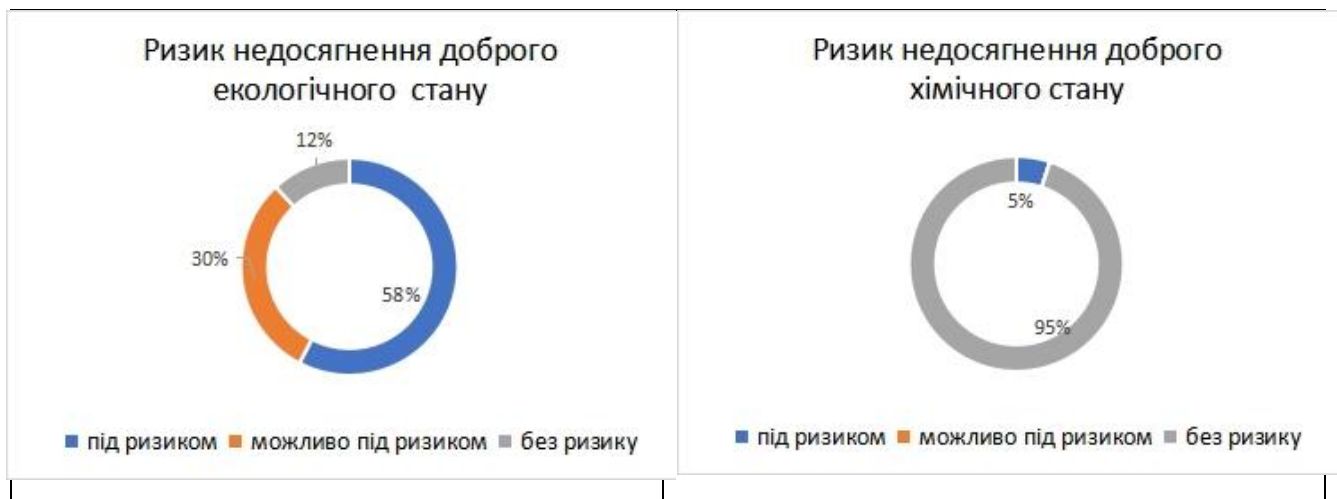 Ризик недосягнення доброго
екологічного стану
12%
30%
58%
під ризиком можливо під ризиком без ризику
Ризик недосягнення доброго
хімічного стану
5%
95%
під ризиком можливо під ризиком без ризику